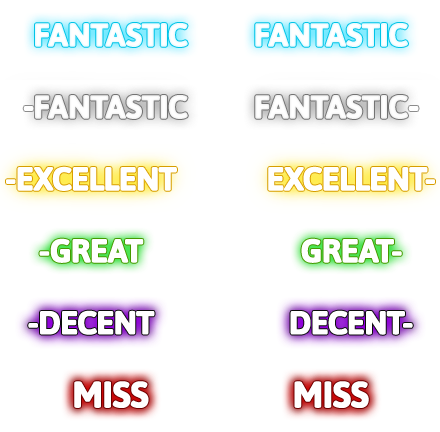 FANTASTIC FANTASTIC
-FANTASTIC FANTASTIC-
-EXCELLENT EXCELLENT-
-GREAT GREAT-
-DECENT DECENT-
MISS MISS